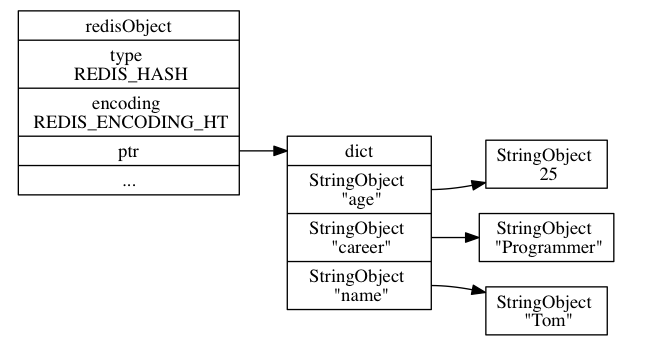 redisObject
type
REDIS_HASH
encoding
REDIS_ENCODING_HT
ptr
...
dict
StringObject
"age"
StringObject
"career"
StringObject
"name"
StringObject
25
StringObject
"Programmer"
StringObject
"Tom"